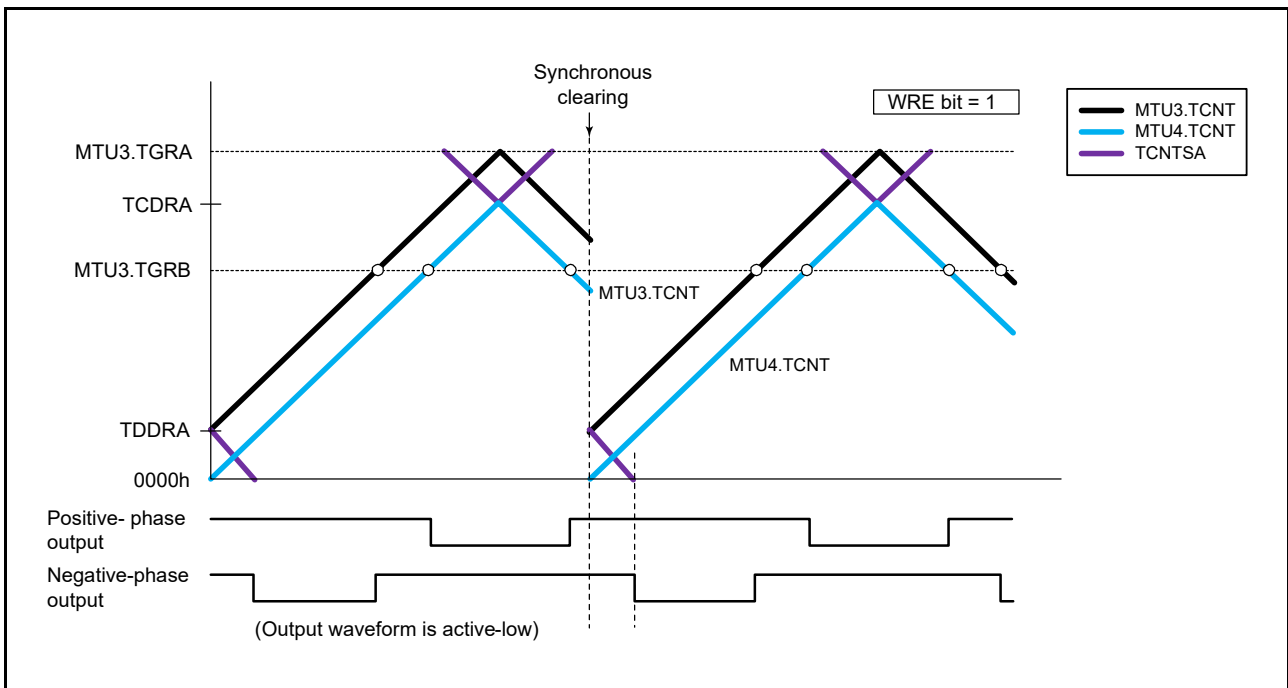 Synchronous
clearing
WRE bit = 1
MTU3.TCNT
MTU4.TCNT
TCNTSA
MTU3.TGRA
TCDRA
MTU3.TGRB
MTU3.TCNT
MTU4.TCNT
TDDRA
0000h
Positive- phase
output
Negative-phase
output
(Output waveform is active-low)